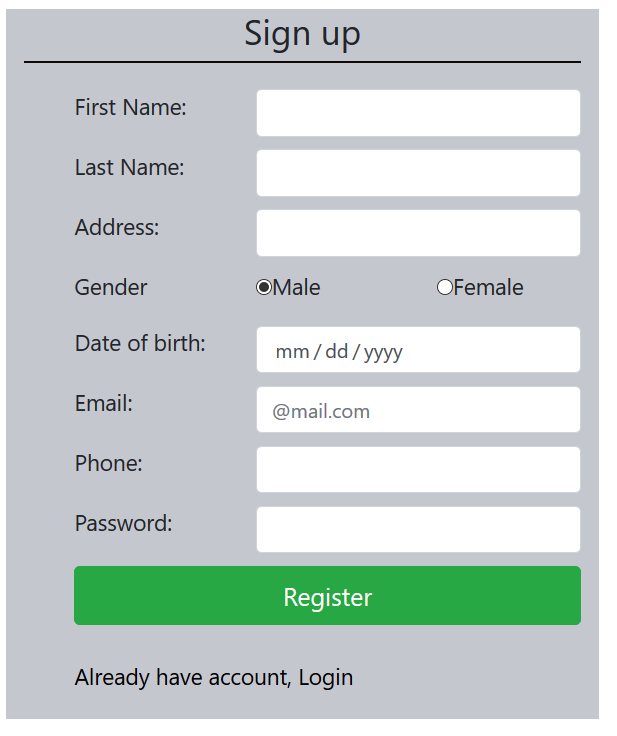 Sign up
First Name:
Last Name:
Address:
Gender Male Female
Date of birth: mm / dd / yyyy
Email: @mail.com
Phone:
Password:
Register
Already have account, Login